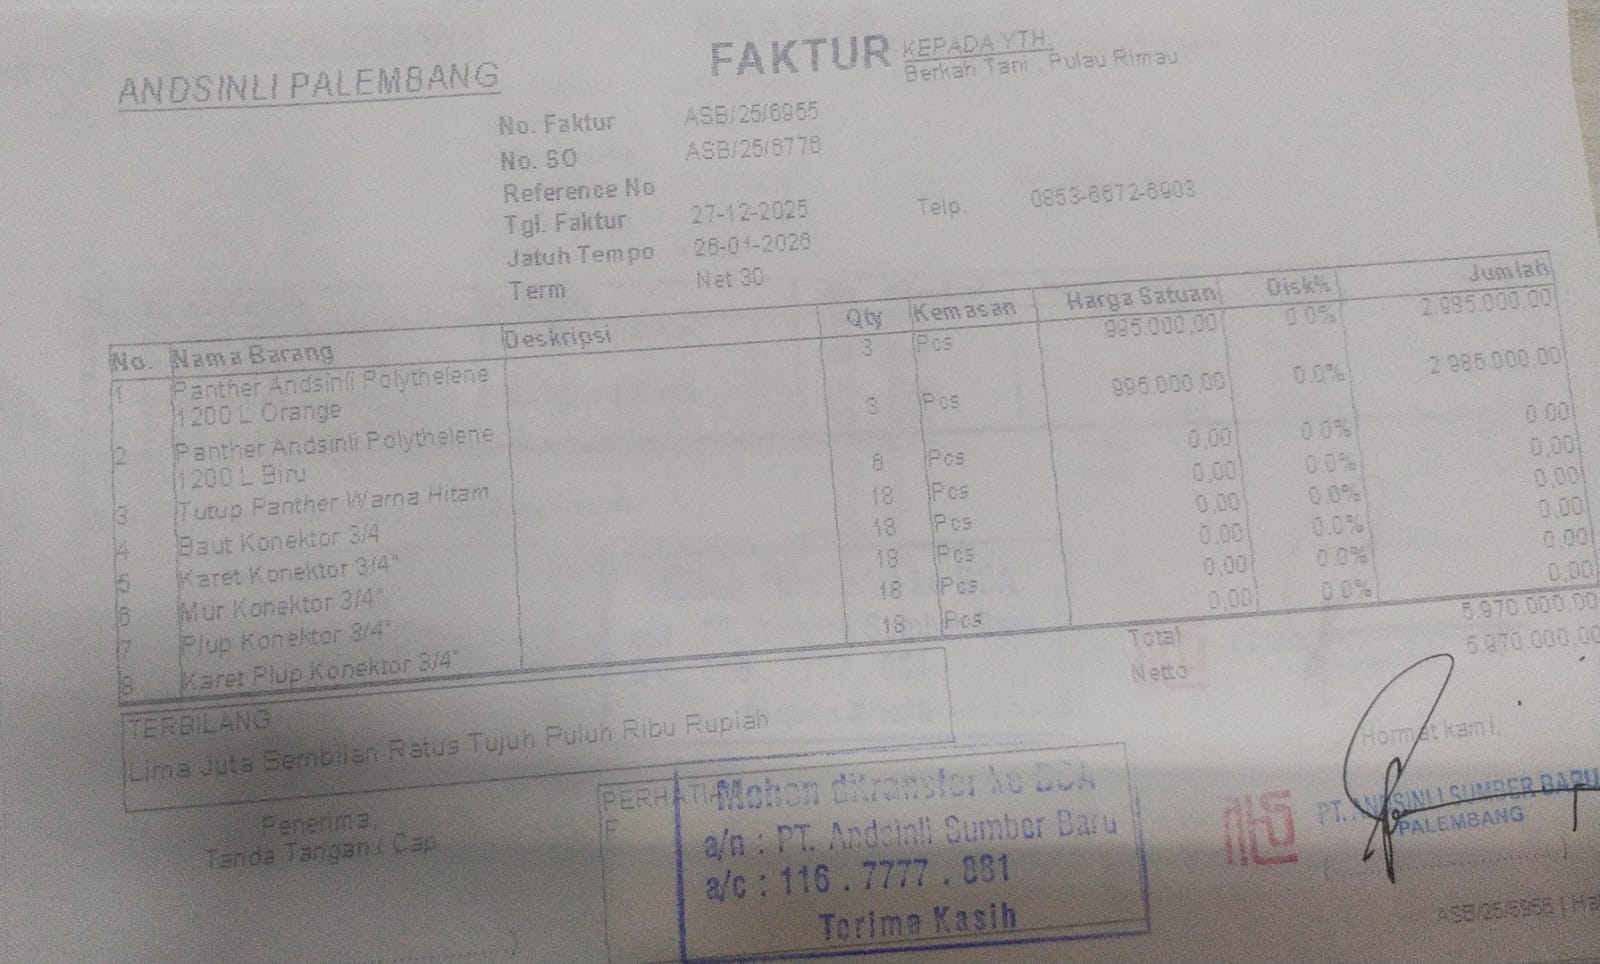 ANDSINLI PALEMBANG
FAKTUR
KEPADA YTH.
Berkah Tani , Pulau Rimau
No. Faktur ASB/25/6955
No. SO ASB/25/6776
Reference No
Tgl. Faktur 27-12-2025
Telp. 0853-6672-6903
Jatuh Tempo 26-01-2026
Term Net 30
No. Nama Barang Deskripsi Qty Kemasan Harga Satuan Disk% Jumlah
1 Panther Andsinli Polythelene 3 Pcs 995.000,00 0.0% 2.985.000,00
1200 L Orange
2 Panther Andsinli Polythelene 3 Pcs 995.000,00 0.0% 2.985.000,00
1200 L Biru
3 Tutup Panther Warna Hitam 6 Pcs 0,00 0.0% 0,00
4 Baut Konektor 3/4 18 Pcs 0,00 0.0% 0,00
5 Karet Konektor 3/4" 18 Pcs 0,00 0.0% 0,00
6 Mur Konektor 3/4" 18 Pcs 0,00 0.0% 0,00
7 Plup Konektor 3/4" 18 Pcs 0,00 0.0% 0,00
8 Karet Plup Konektor 3/4" 18 Pcs 0,00 0.0% 0,00
Total 5.970.000,00
Netto 5.970.000,00
TERBILANG
Lima Juta Sembilan Ratus Tujuh Puluh Ribu Rupiah
Penerima,
Tanda Tangan / Cap
PERHATIA
F
Mohon ditransfer ke BCA
a/n : PT. Andsinli Sumber Baru
a/c : 116 . 7777 . 881
Terima Kasih
Hormat kami,
PT. ANDSINLI SUMBER BARU
PALEMBANG
ASB/25/6955 | Ha